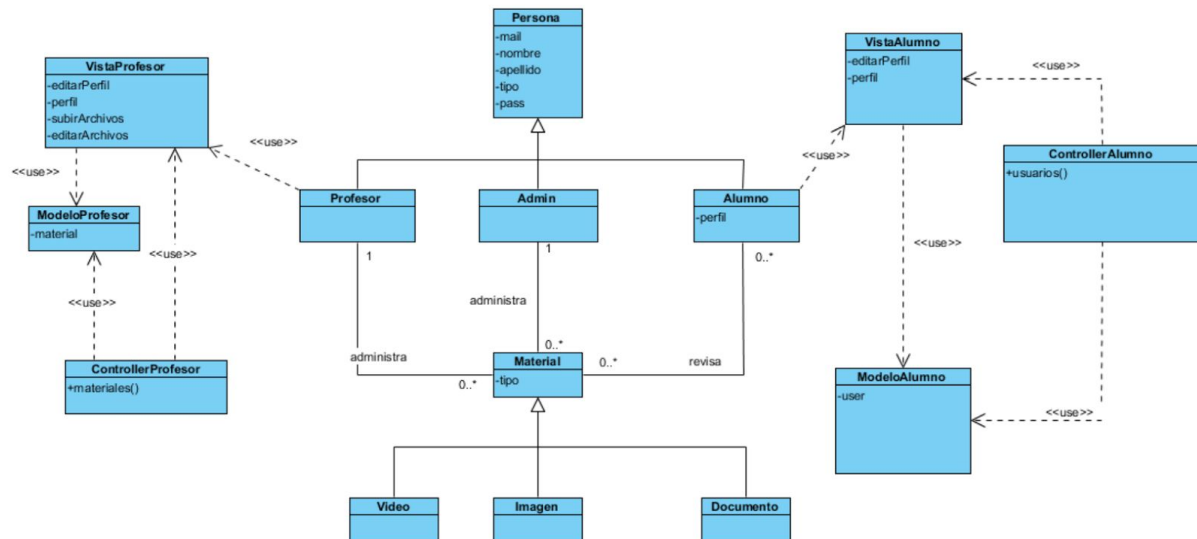 Persona
-mail
-nombre
-apellido
-tipo
-pass
VistaProfesor
-editarPerfil
-perfil
-subirArchivos
-editarArchivos
VistaAlumno
-editarPerfil
-perfil
<<use>>
<<use>>
<<use>>
<<use>>
ControllerAlumno
+usuarios()
ModeloProfesor
-material
Profesor
Admin
Alumno
-perfil
1
1
0..*
<<use>>
<<use>>
<<use>>
administra
administra
revisa
0..*
0..*
0..*
Material
-tipo
ControllerProfesor
+materiales()
ModeloAlumno
-user
<<use>>
Video
Imagen
Documento